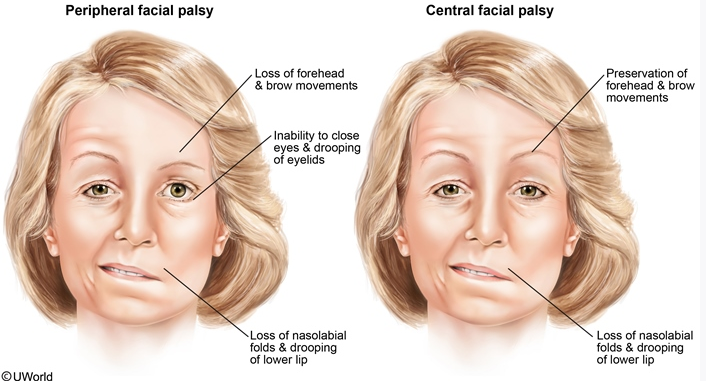 Peripheral facial palsy
Loss of forehead
& brow movements
Inability to close
eyes & drooping
of eyelids
Loss of nasolabial
folds & drooping
of lower lip
Central facial palsy
Preservation of
forehead & brow
movements
Loss of nasolabial
folds & drooping
of lower lip
©UWorld